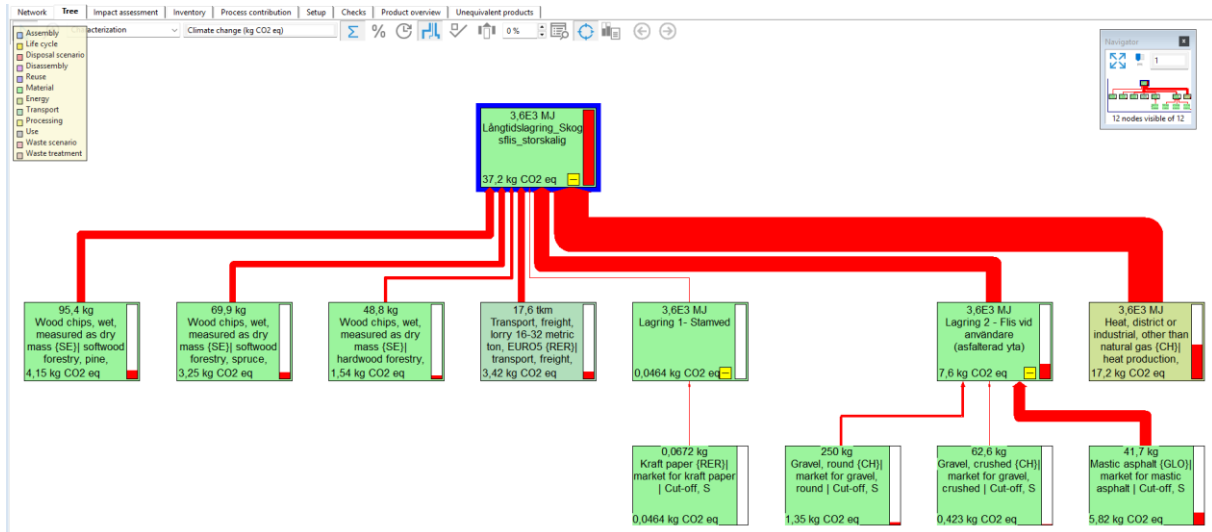 Network Tree Impact assessment Inventory Process contribution Setup Checks Product overview Unequivalent products
acterization Climate change (kg CO2 eq) Σ % 0 %
Assembly
Life cycle
Disposal scenario
Disassembly
Reuse
Material
Energy
Transport
Processing
Use
Waste scenario
Waste treatment
Navigator
1
12 nodes visible of 12
3,6E3 MJ
Långtidslagring_Skog
sflis_storskalig
37,2 kg CO2 eq
95,4 kg
Wood chips, wet,
measured as dry
mass {SE}| softwood
forestry, pine,
4,15 kg CO2 eq
69,9 kg
Wood chips, wet,
measured as dry
mass {SE}| softwood
forestry, spruce,
3,25 kg CO2 eq
48,8 kg
Wood chips, wet,
measured as dry
mass {SE}|
hardwood forestry,
1,54 kg CO2 eq
17,6 tkm
Transport, freight,
lorry 16-32 metric
ton, EURO5 {RER}|
transport, freight,
3,42 kg CO2 eq
3,6E3 MJ
Lagring 1- Stamved
0,0464 kg CO2 eq
3,6E3 MJ
Lagring 2 - Flis vid
användare
(asfalterad yta)
7,6 kg CO2 eq
3,6E3 MJ
Heat, district or
industrial, other than
natural gas {CH}|
heat production,
17,2 kg CO2 eq
0,0672 kg
Kraft paper {RER}|
market for kraft paper
| Cut-off, S
0,0464 kg CO2 eq
250 kg
Gravel, round {CH}|
market for gravel,
round | Cut-off, S
1,35 kg CO2 eq
62,6 kg
Gravel, crushed {CH}|
market for gravel,
crushed | Cut-off, S
0,423 kg CO2 eq
41,7 kg
Mastic asphalt {GLO}|
market for mastic
asphalt | Cut-off, S
5,82 kg CO2 eq